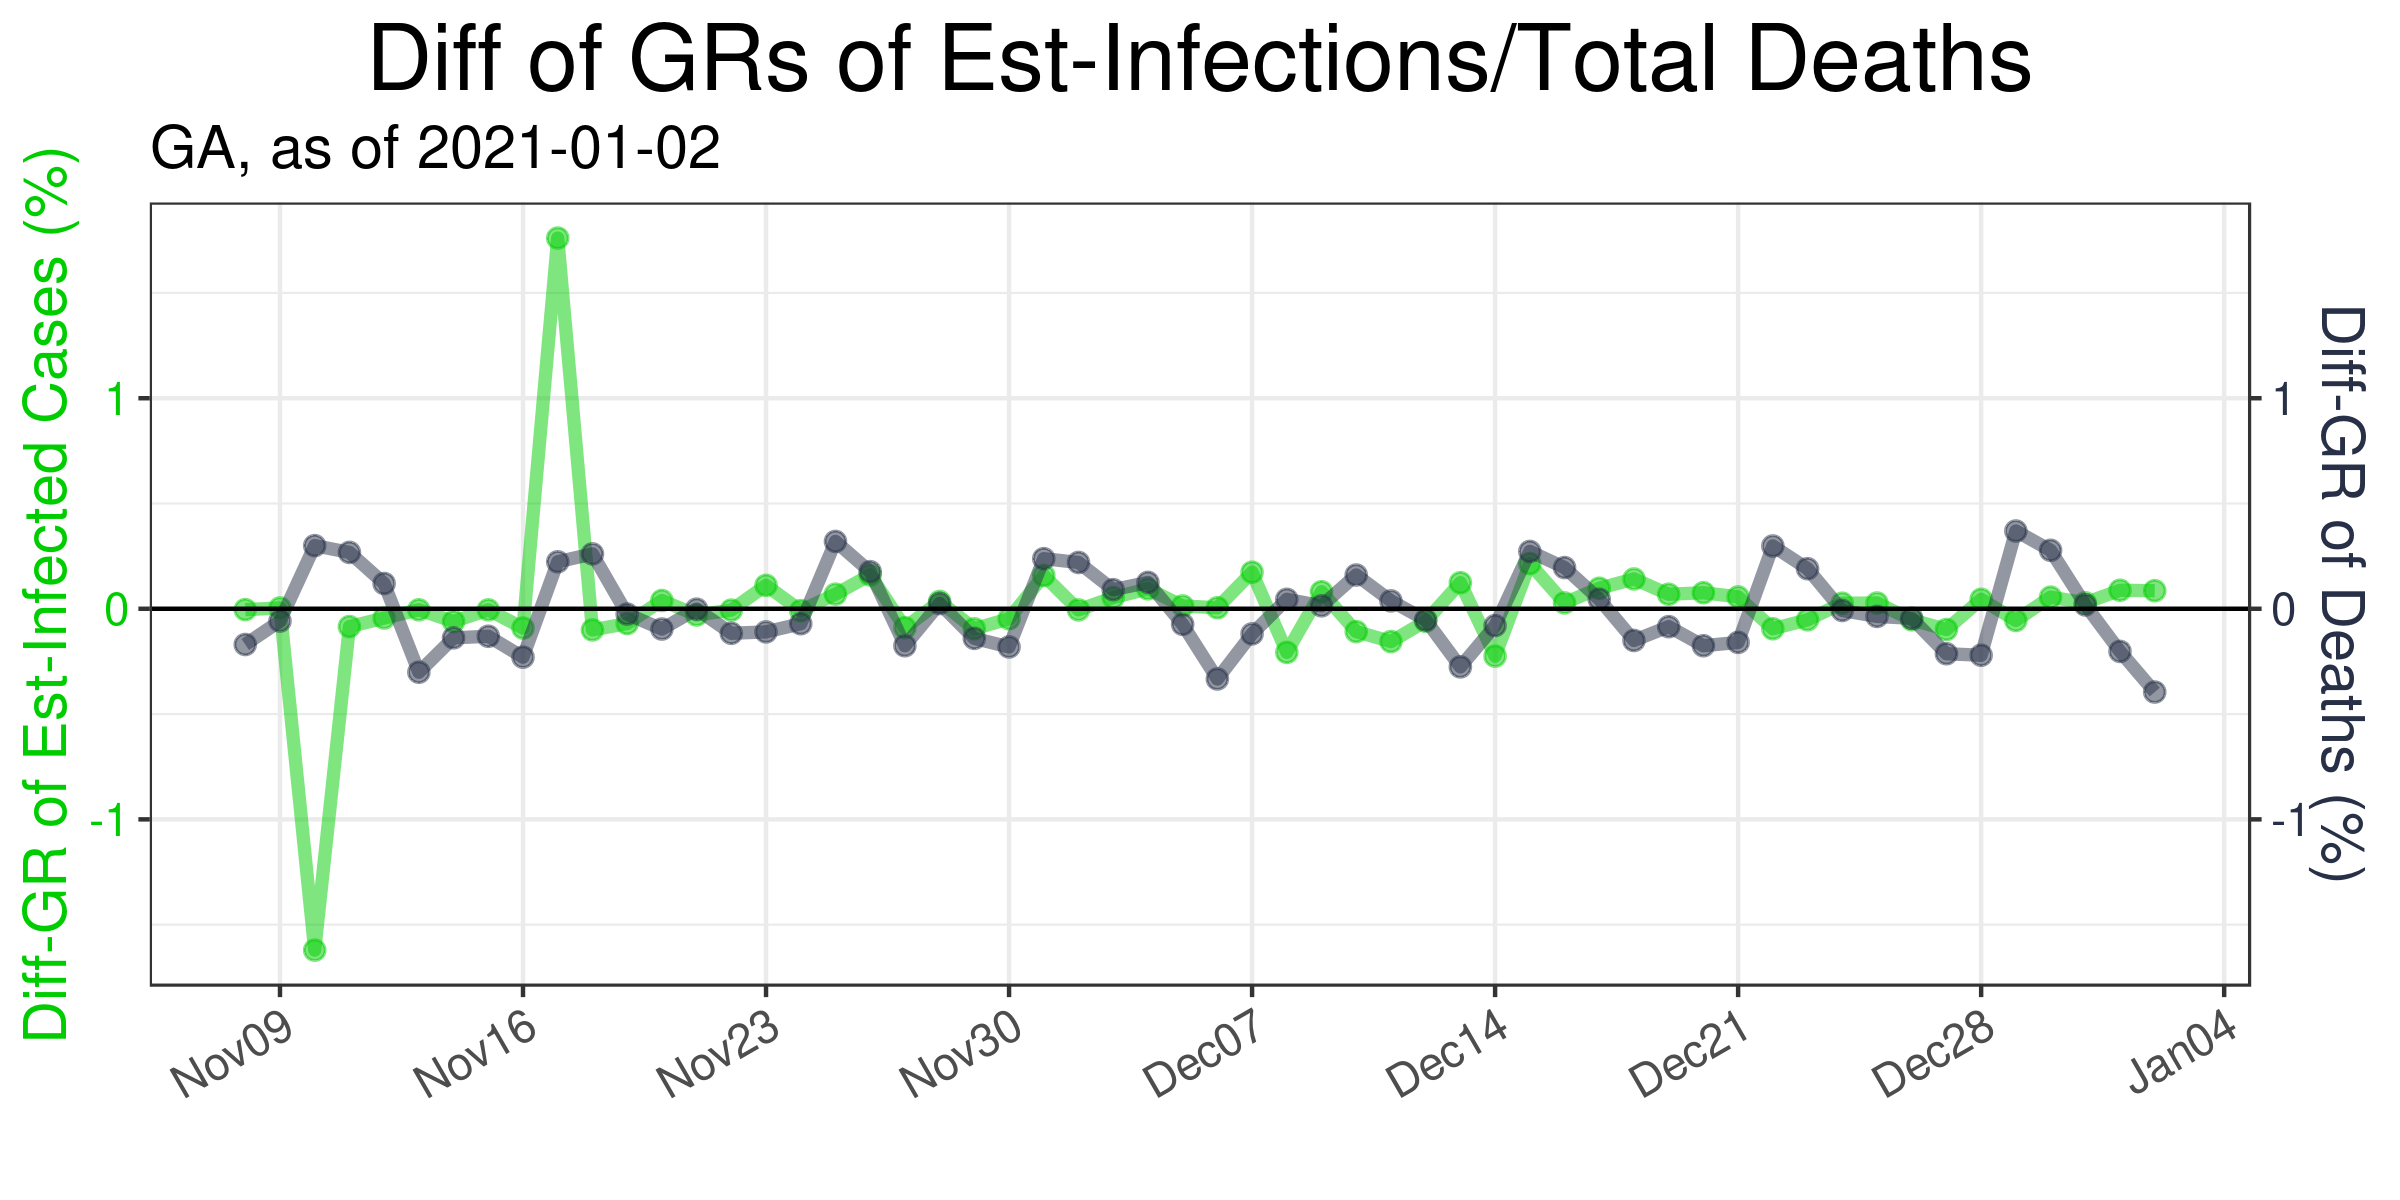 Diff of GRs of Est-Infections/Total Deaths
GA, as of 2021-01-02
Diff-GR of Est-Infected Cases (%)
1
0
-1
1
0
-1
Diff-GR of Deaths (%)
Nov09
Nov16
Nov23
Nov30
Dec07
Dec14
Dec21
Dec28
Jan04